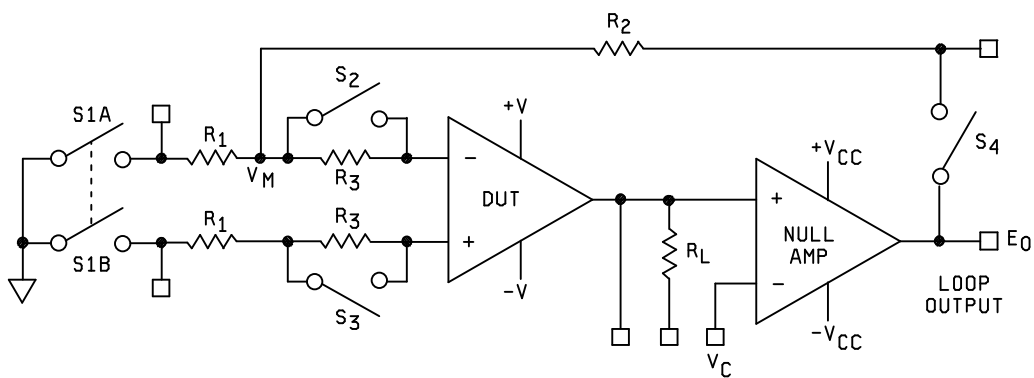 R2
S2
S1A
R1
+V
VM
R3
−
DUT
S4
+VCC
+
R1
R3
+
NULL
AMP
EO
S1B
RL
−
−V
S3
LOOP
OUTPUT
−VCC
VC